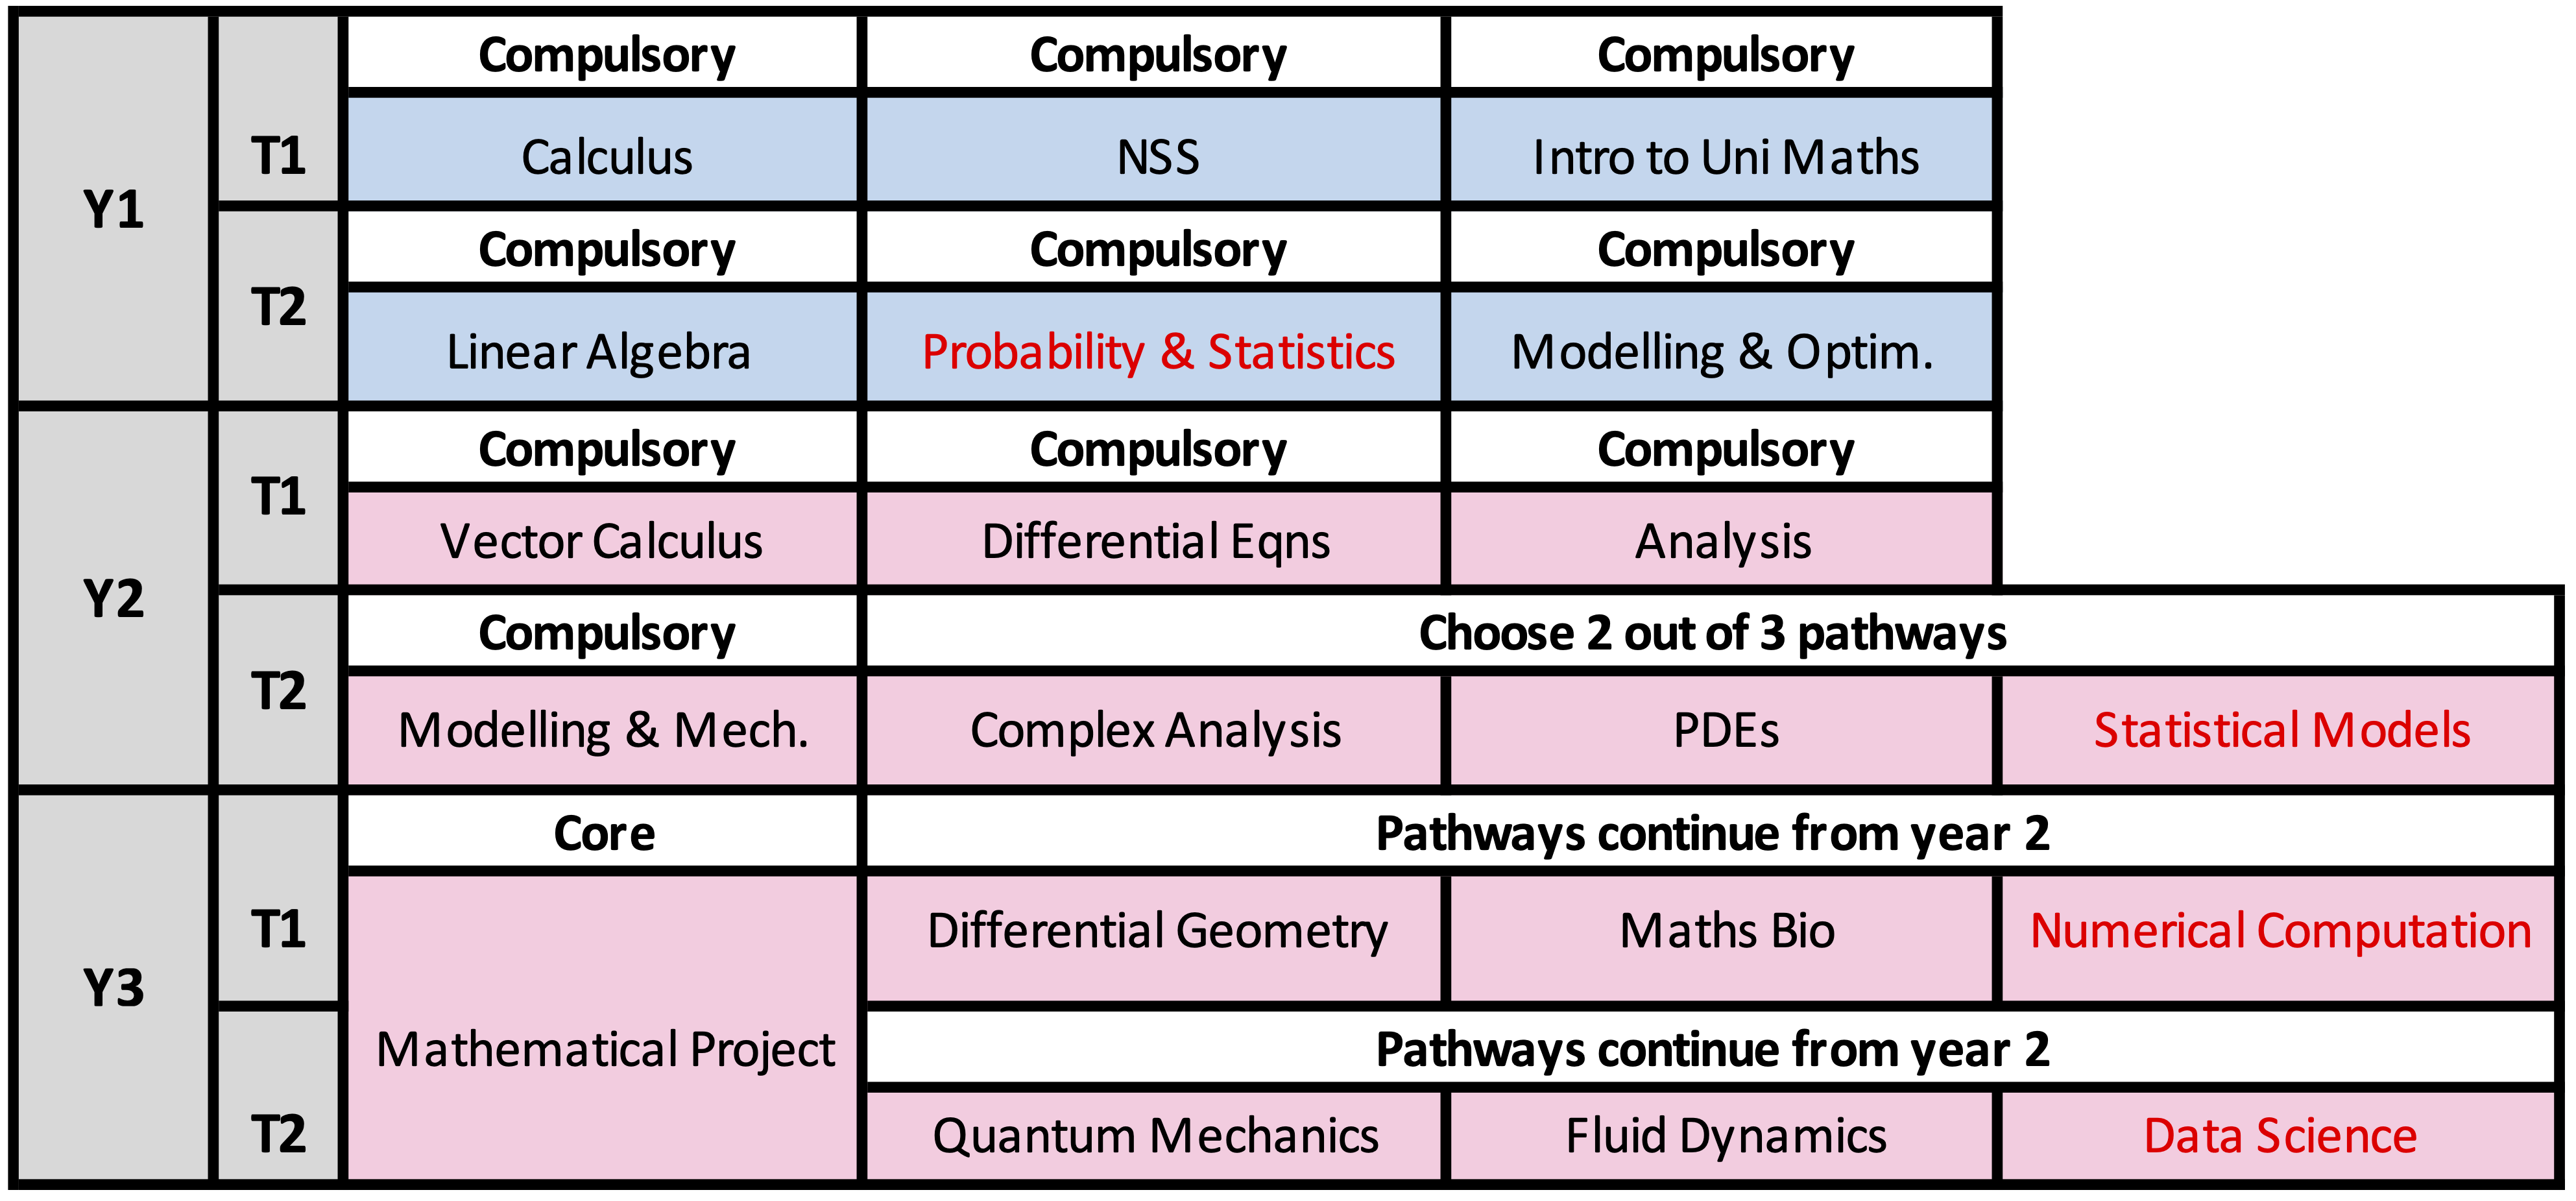 Compulsory Compulsory Compulsory
Y1 T1 Calculus NSS Intro to Uni Maths
Compulsory Compulsory Compulsory
T2 Linear Algebra Probability & Statistics Modelling & Optim.
Compulsory Compulsory Compulsory
Y2 T1 Vector Calculus Differential Eqns Analysis
Compulsory Choose 2 out of 3 pathways
T2 Modelling & Mech. Complex Analysis PDEs Statistical Models
Core Pathways continue from year 2
Y3 T1 Differential Geometry Maths Bio Numerical Computation
Mathematical Project Pathways continue from year 2
T2 Quantum Mechanics Fluid Dynamics Data Science